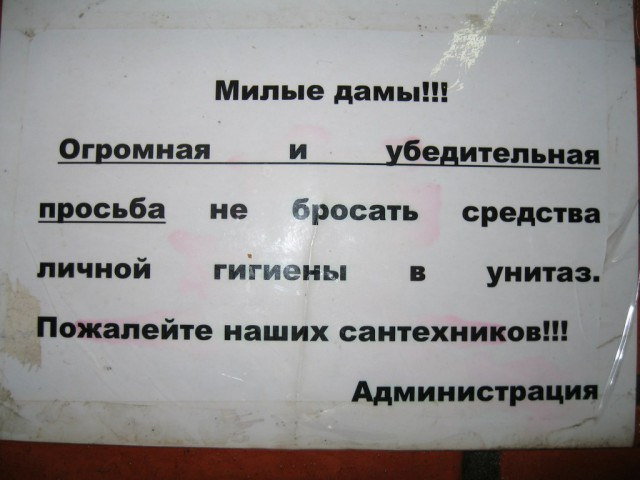 Милые дамы!!!
Огромная и убедительная
просьба не бросать средства
личной гигиены в унитаз.
Пожалейте наших сантехников!!!
Администрация